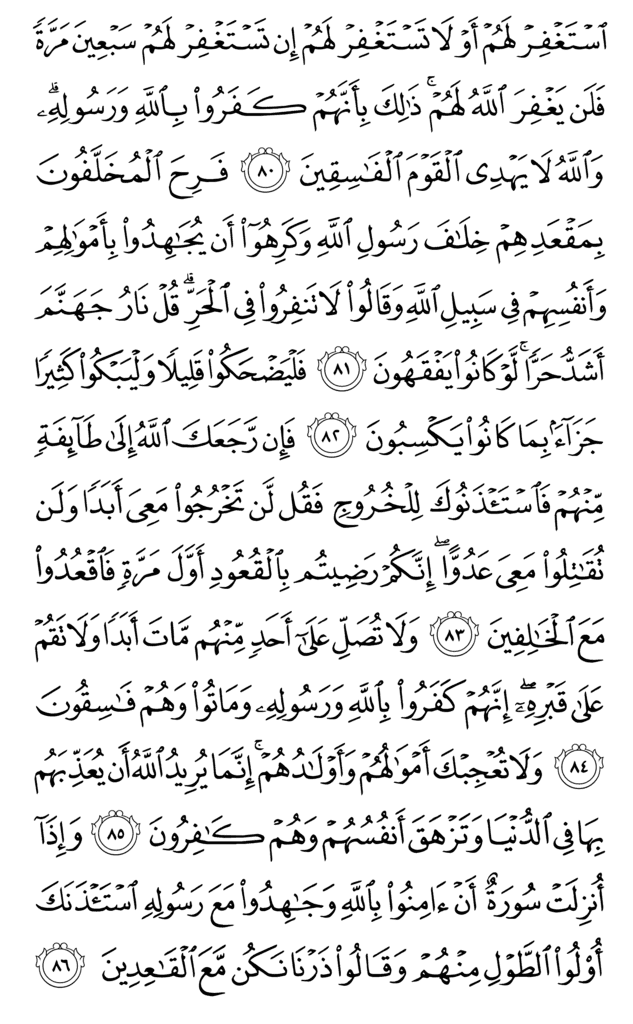 ٱسْتَغْفِرْ لَهُمْ أَوْ لَا تَسْتَغْفِرْ لَهُمْ إِن تَسْتَغْفِرْ لَهُمْ سَبْعِينَ مَرَّةً
فَلَن يَغْفِرَ ٱللَّهُ لَهُمْ ۚ ذَٰلِكَ بِأَنَّهُمْ كَفَرُوا۟ بِٱللَّهِ وَرَسُولِهِۦ ۗ
وَٱللَّهُ لَا يَهْدِى ٱلْقَوْمَ ٱلْفَـٰسِقِينَ ٨٠ فَرِحَ ٱلْمُخَلَّفُونَ
بِمَقْعَدِهِمْ خِلَـٰفَ رَسُولِ ٱللَّهِ وَكَرِهُوٓا۟ أَن يُجَـٰهِدُوا۟ بِأَمْوَٰلِهِمْ
وَأَنفُسِهِمْ فِى سَبِيلِ ٱللَّهِ وَقَالُوا۟ لَا تَنفِرُوا۟ فِى ٱلْحَرِّ ۗ قُلْ نَارُ جَهَنَّمَ
أَشَدُّ حَرًّا ۚ لَّوْ كَانُوا۟ يَفْقَهُونَ ٨١ فَلْيَضْحَكُوا۟ قَلِيلًا وَلْيَبْكُوا۟ كَثِيرًا
جَزَآءًۢ بِمَا كَانُوا۟ يَكْسِبُونَ ٨٢ فَإِن رَّجَعَكَ ٱللَّهُ إِلَىٰ طَآئِفَةٍ
مِّنْهُمْ فَٱسْتَـْٔذَنُوكَ لِلْخُرُوجِ فَقُل لَّن تَخْرُجُوا۟ مَعِىَ أَبَدًا وَلَن
تُقَـٰتِلُوا۟ مَعِىَ عَدُوًّا ۖ إِنَّكُمْ رَضِيتُم بِٱلْقُعُودِ أَوَّلَ مَرَّةٍ فَٱقْعُدُوا۟
مَعَ ٱلْخَـٰلِفِينَ ٨٣ وَلَا تُصَلِّ عَلَىٰٓ أَحَدٍ مِّنْهُم مَّاتَ أَبَدًا وَلَا تَقُمْ
عَلَىٰ قَبْرِهِۦٓ ۖ إِنَّهُمْ كَفَرُوا۟ بِٱللَّهِ وَرَسُولِهِۦ وَمَاتُوا۟ وَهُمْ فَـٰسِقُونَ
٨٤ وَلَا تُعْجِبْكَ أَمْوَٰلُهُمْ وَأَوْلَـٰدُهُمْ ۚ إِنَّمَا يُرِيدُ ٱللَّهُ أَن يُعَذِّبَهُم
بِهَا فِى ٱلدُّنْيَا وَتَزْهَقَ أَنفُسُهُمْ وَهُمْ كَـٰفِرُونَ ٨٥ وَإِذَآ
أُنزِلَتْ سُورَةٌ أَنْ ءَامِنُوا۟ بِٱللَّهِ وَجَـٰهِدُوا۟ مَعَ رَسُولِهِ ٱسْتَـْٔذَنَكَ
أُو۟لُوا۟ ٱلطَّوْلِ مِنْهُمْ وَقَالُوا۟ ذَرْنَا نَكُن مَّعَ ٱلْقَـٰعِدِينَ ٨٦